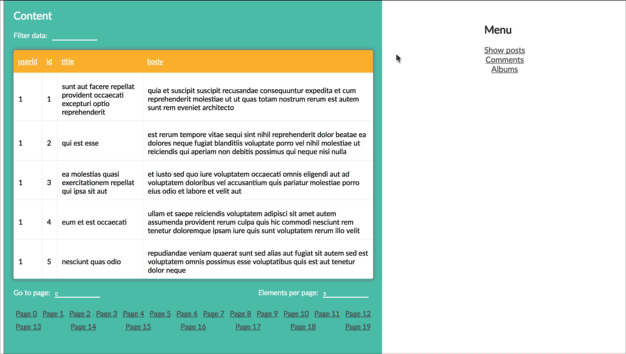 Content
Menu
Filter data:
Show posts
Comments
Albums
userId id title body
1 1 sunt aut facere repellat provident occaecati excepturi optio reprehenderit quia et suscipit suscipit recusandae consequuntur expedita et cum reprehenderit molestiae ut ut quas totam nostrum rerum est autem sunt rem eveniet architecto
1 2 qui est esse est rerum tempore vitae sequi sint nihil reprehenderit dolor beatae ea dolores neque fugiat blanditiis voluptate porro vel nihil molestiae ut reiciendis qui aperiam non debitis possimus qui neque nisi nulla
1 3 ea molestias quasi exercitationem repellat qui ipsa sit aut et iusto sed quo iure voluptatem occaecati omnis eligendi aut ad voluptatem doloribus vel accusantium quis pariatur molestiae porro eius odio et labore et velit aut
1 4 eum et est occaecati ullam et saepe reiciendis voluptatem adipisci sit amet autem assumenda provident rerum culpa quis hic commodi nesciunt rem tenetur doloremque ipsam iure quis sunt voluptatem rerum illo velit
1 5 nesciunt quas odio repudiandae veniam quaerat sunt sed alias aut fugiat sit autem sed est voluptatem omnis possimus esse voluptatibus quis est aut tenetur dolor neque
Go to page: 0 Elements per page: 5
Page 0 Page 1 Page 2 Page 3 Page 4 Page 5 Page 6 Page 7 Page 8 Page 9 Page 10 Page 11 Page 12
Page 13 Page 14 Page 15 Page 16 Page 17 Page 18 Page 19